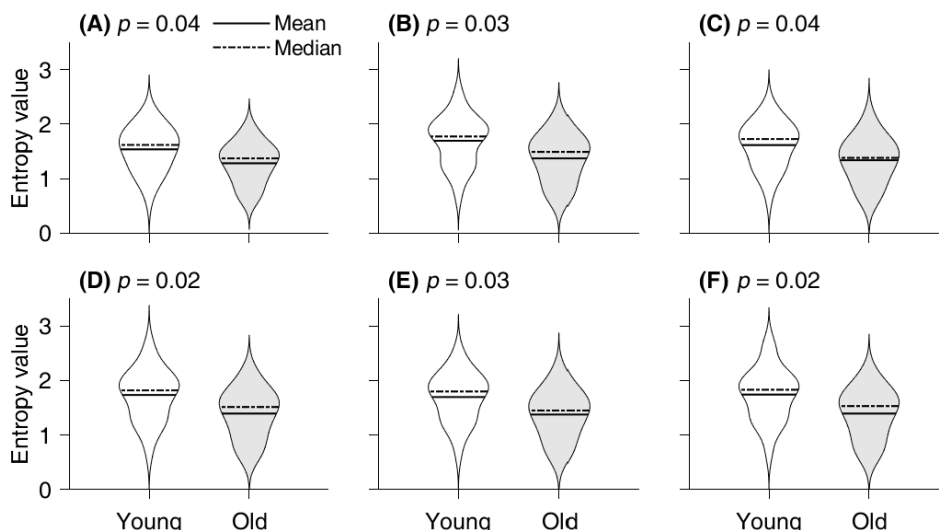 (A) p = 0.04
Mean
Median
(B) p = 0.03
(C) p = 0.04
Entropy value
3
2
1
0
(D) p = 0.02
(E) p = 0.03
(F) p = 0.02
Entropy value
3
2
1
0
Young Old
Young Old
Young Old